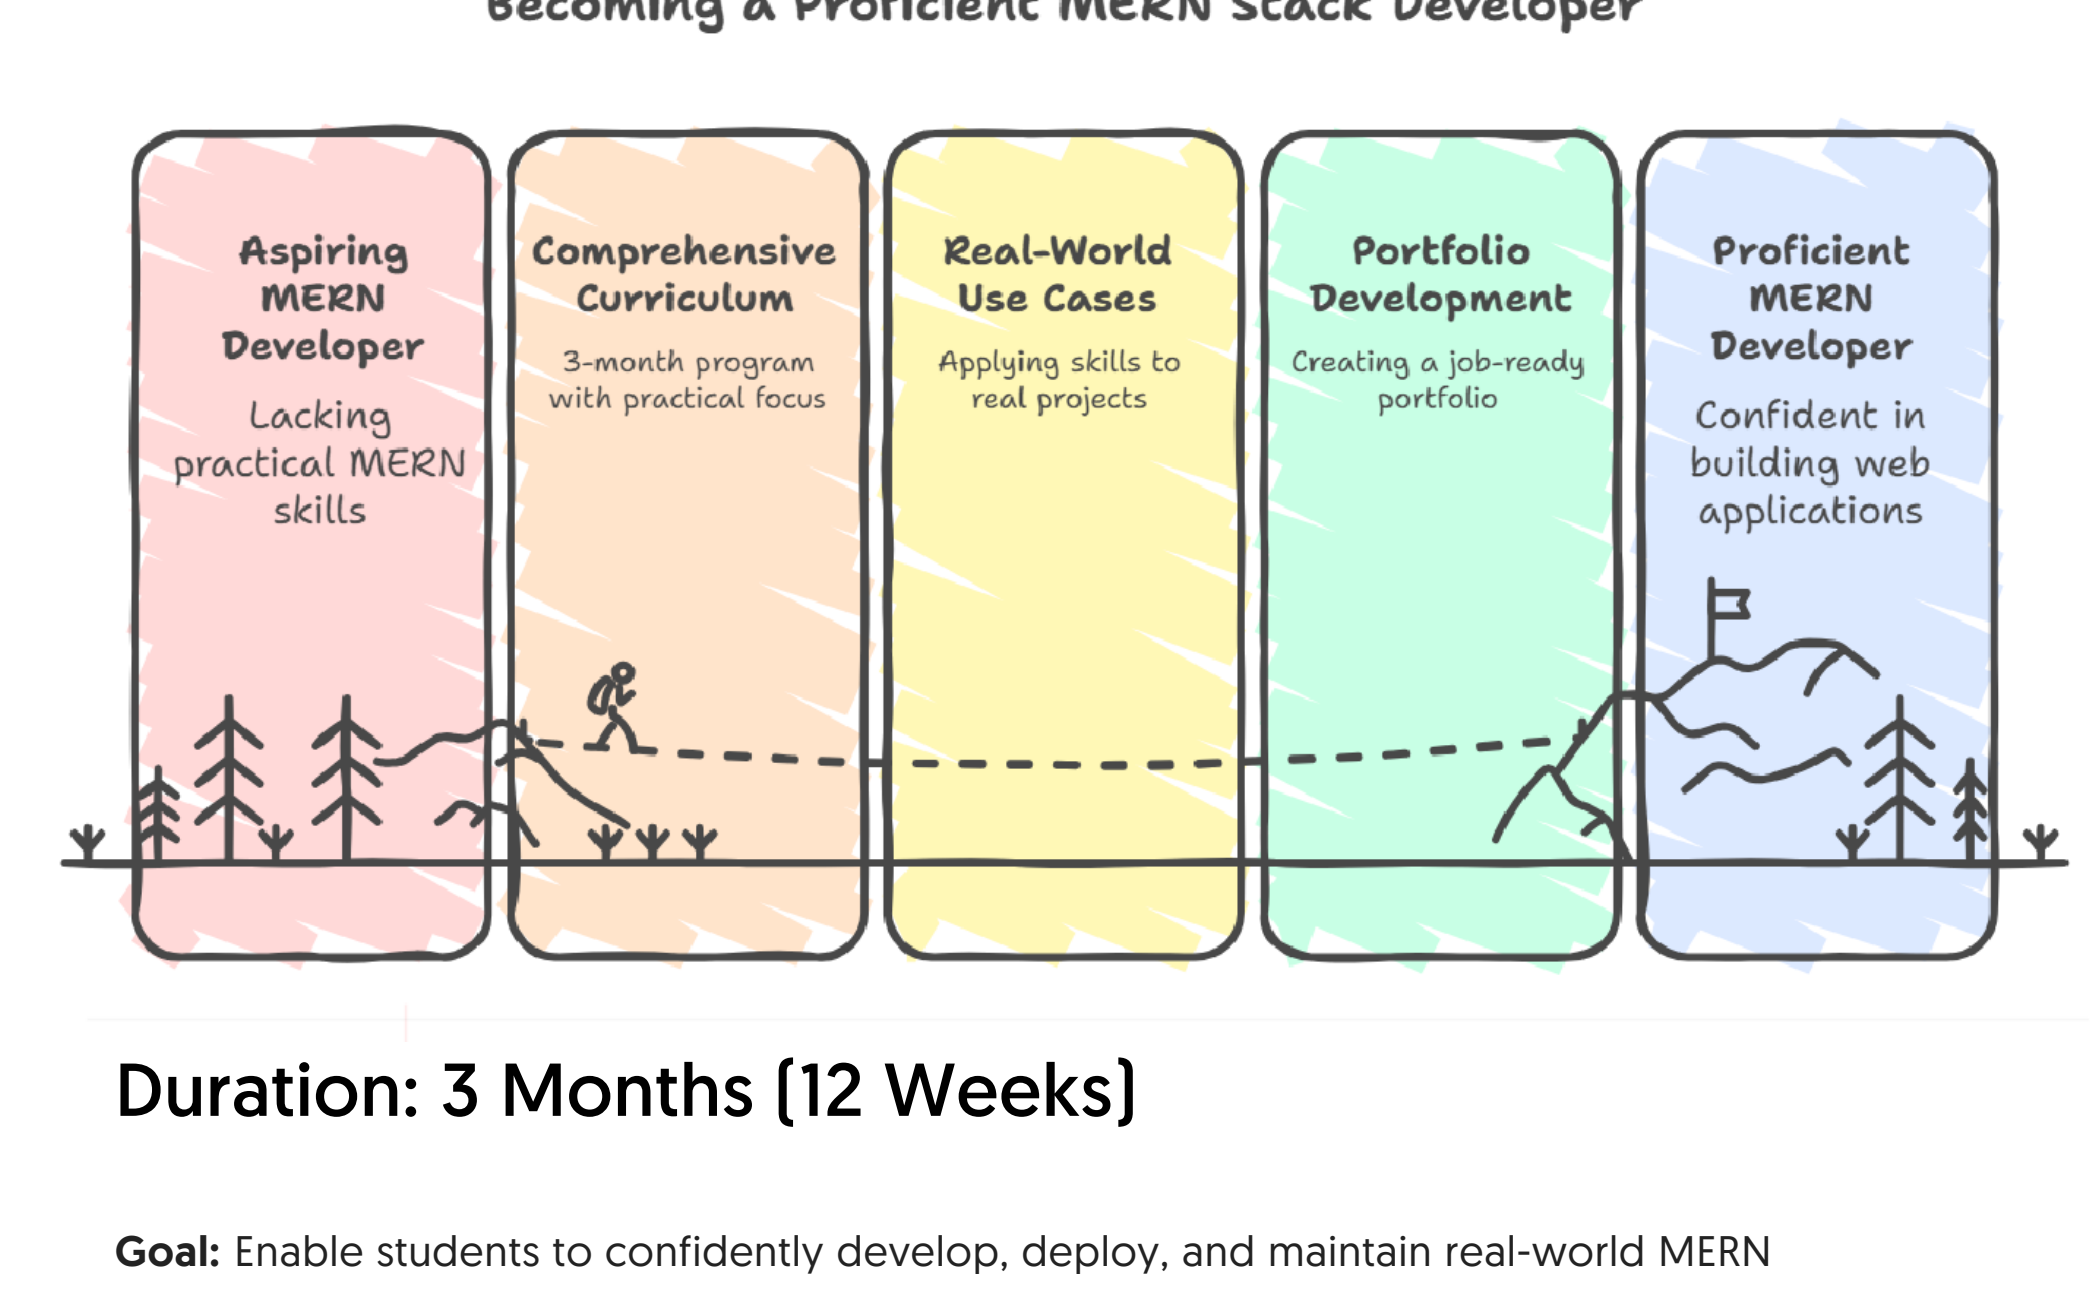 Becoming a Proficient MERN Stack Developer
Aspiring
MERN
Developer
Lacking
practical MERN
skills
Comprehensive
Curriculum
3-month program
with practical focus
Real-World
Use Cases
Applying skills to
real projects
Portfolio
Development
Creating a job-ready
portfolio
Proficient
MERN
Developer
Confident in
building web
applications
Duration: 3 Months (12 Weeks)
Goal: Enable students to confidently develop, deploy, and maintain real-world MERN